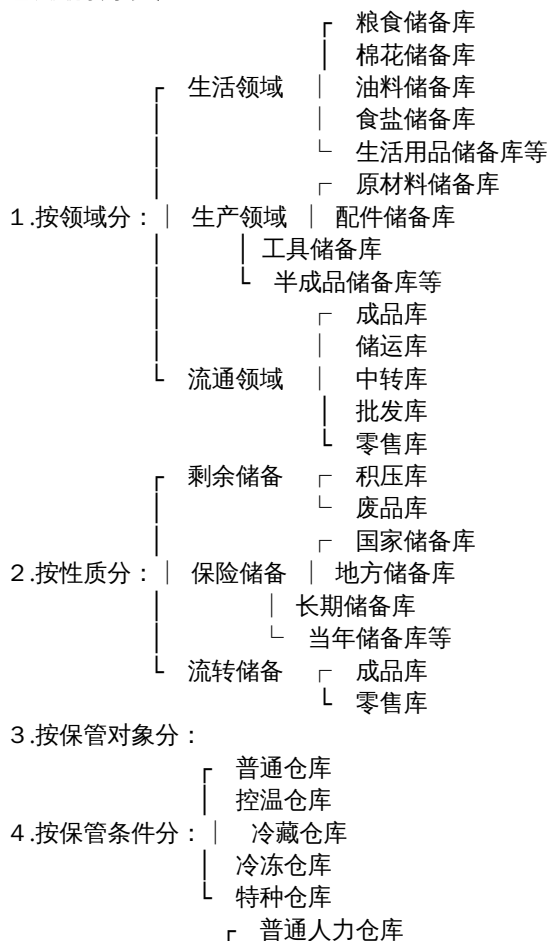 ┌ 粮食储备库
│ 棉花储备库
┌ 生活领域 │ 油料储备库
│ │ 食盐储备库
│ └ 生活用品储备库等
│ ┌ 原材料储备库
１.按领域分：│ 生产领域 │ 配件储备库
│ │ 工具储备库
│ └ 半成品储备库等
│ ┌ 成品库
│ │ 储运库
└ 流通领域 │ 中转库
│ 批发库
└ 零售库
┌ 剩余储备 ┌ 积压库
│ └ 废品库
│ ┌ 国家储备库
２.按性质分：│ 保险储备 │ 地方储备库
│ │ 长期储备库
│ └ 当年储备库等
└ 流转储备 ┌ 成品库
└ 零售库
３.按保管对象分：
┌ 普通仓库
│ 控温仓库
４.按保管条件分：│ 冷藏仓库
│ 冷冻仓库
└ 特种仓库
┌ 普通人力仓库